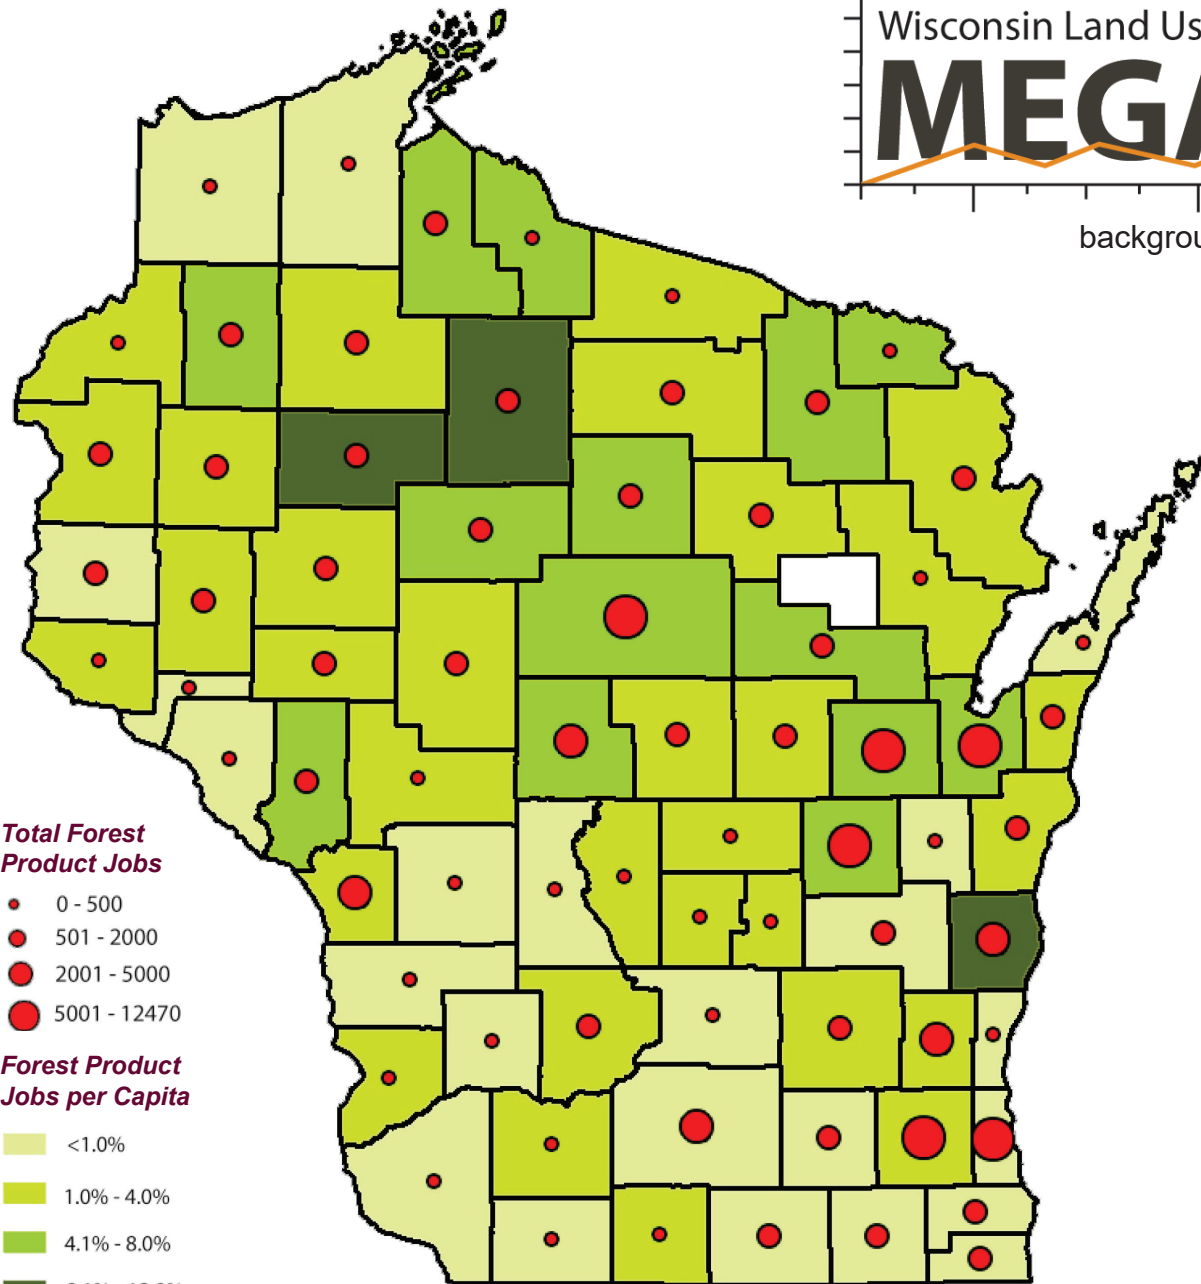 Wisconsin Land Us
MEGA
backgrou
Total Forest
Product Jobs
0 - 500
501 - 2000
2001 - 5000
5001 - 12470
Forest Product
Jobs per Capita
<1.0%
1.0% - 4.0%
4.1% - 8.0%